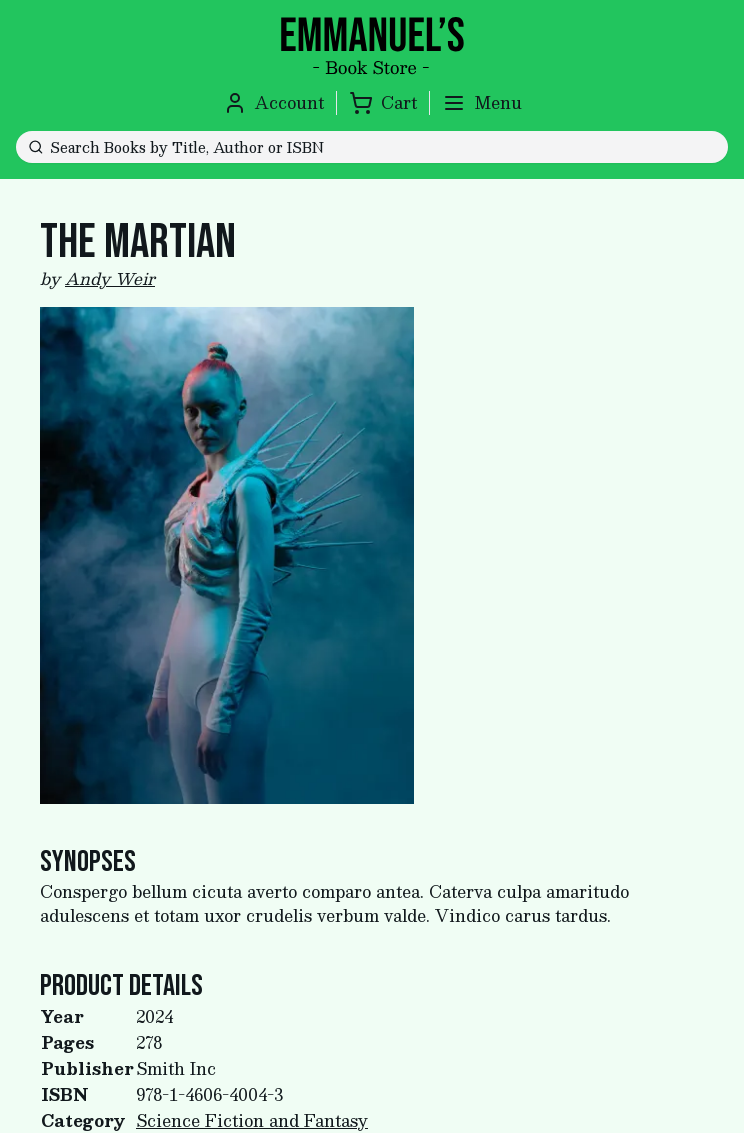 EMMANUEL'S
- Book Store -
Account
Cart
Menu
Search Books by Title, Author or ISBN
THE MARTIAN
by Andy Weir
SYNOPSES
Conspergo bellum cicuta averto comparo antea. Caterva culpa amaritudo
adulescens et totam uxor crudelis verbum valde. Vindico carus tardus.
PRODUCT DETAILS
Year 2024
Pages 278
Publisher Smith Inc
ISBN 978-1-4606-4004-3
Category Science Fiction and Fantasy